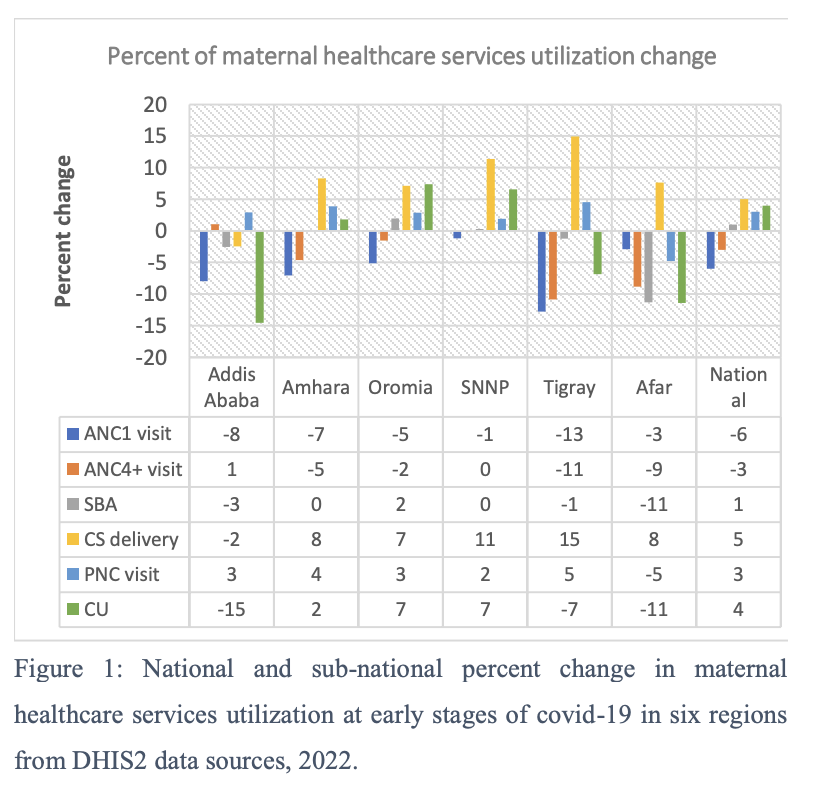 Percent of maternal healthcare services utilization change
Percent change
20
15
10
5
0
-5
-10
-15
-20
Addis Ababa Amhara Oromia SNNP Tigray Afar Nation al
ANC1 visit -8 -7 -5 -1 -13 -3 -6
ANC4+ visit 1 -5 -2 0 -11 -9 -3
SBA -3 0 2 0 -1 -11 1
CS delivery -2 8 7 11 15 8 5
PNC visit 3 4 3 2 5 -5 3
CU -15 2 7 7 -7 -11 4
Figure 1: National and sub-national percent change in maternal
healthcare services utilization at early stages of covid-19 in six regions
from DHIS2 data sources, 2022.